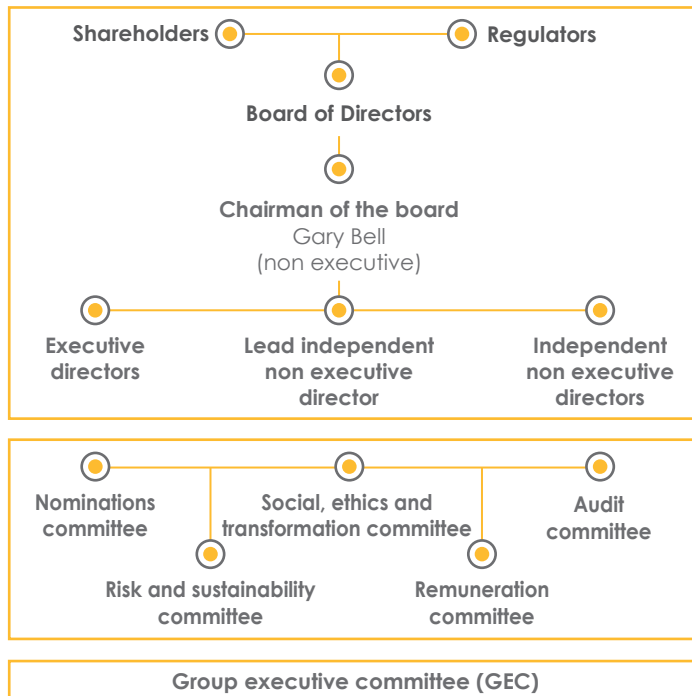 Shareholders
Regulators
Board of Directors
Chairman of the board
Gary Bell
(non executive)
Executive
directors
Lead independent
non executive
director
Independent
non executive
directors
Nominations
committee
Social, ethics and
transformation committee
Audit
committee
Risk and sustainability
committee
Remuneration
committee
Group executive committee (GEC)